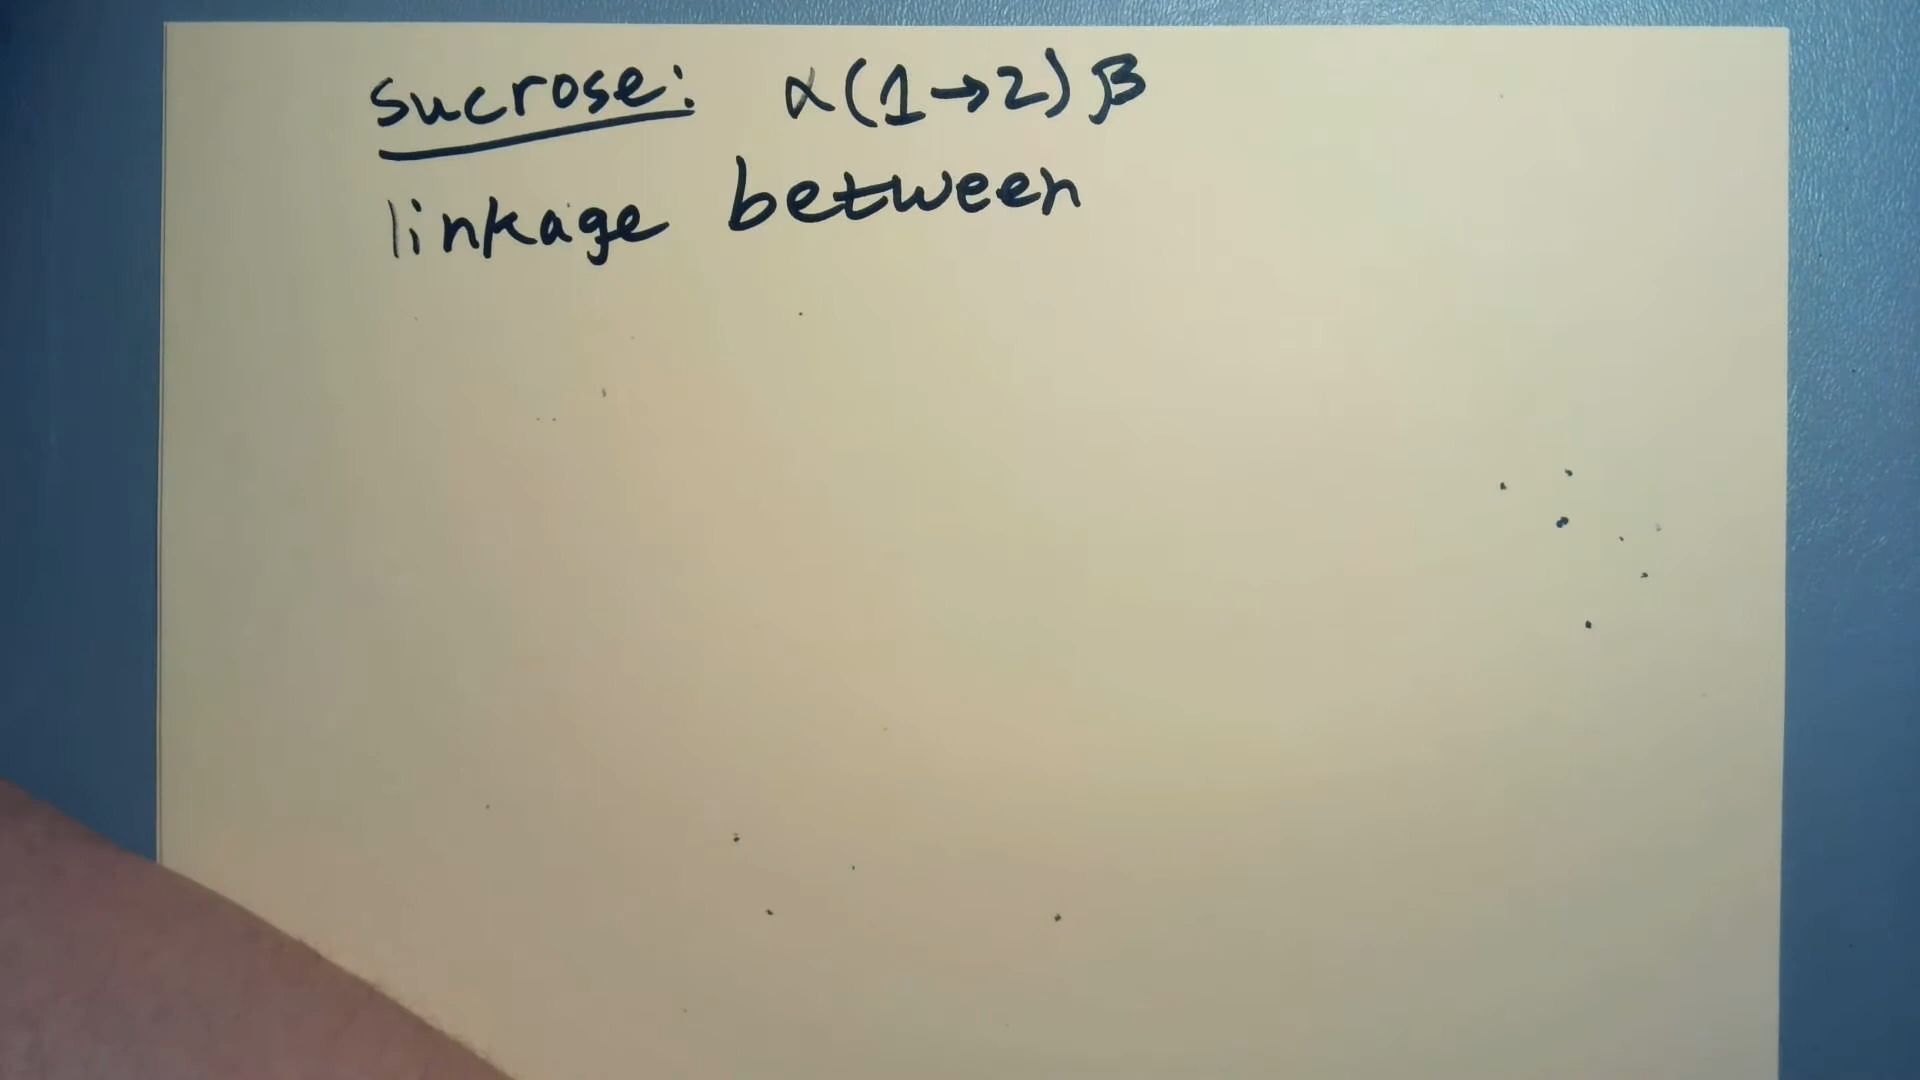 sucrose: α(1→2)β
linkage between